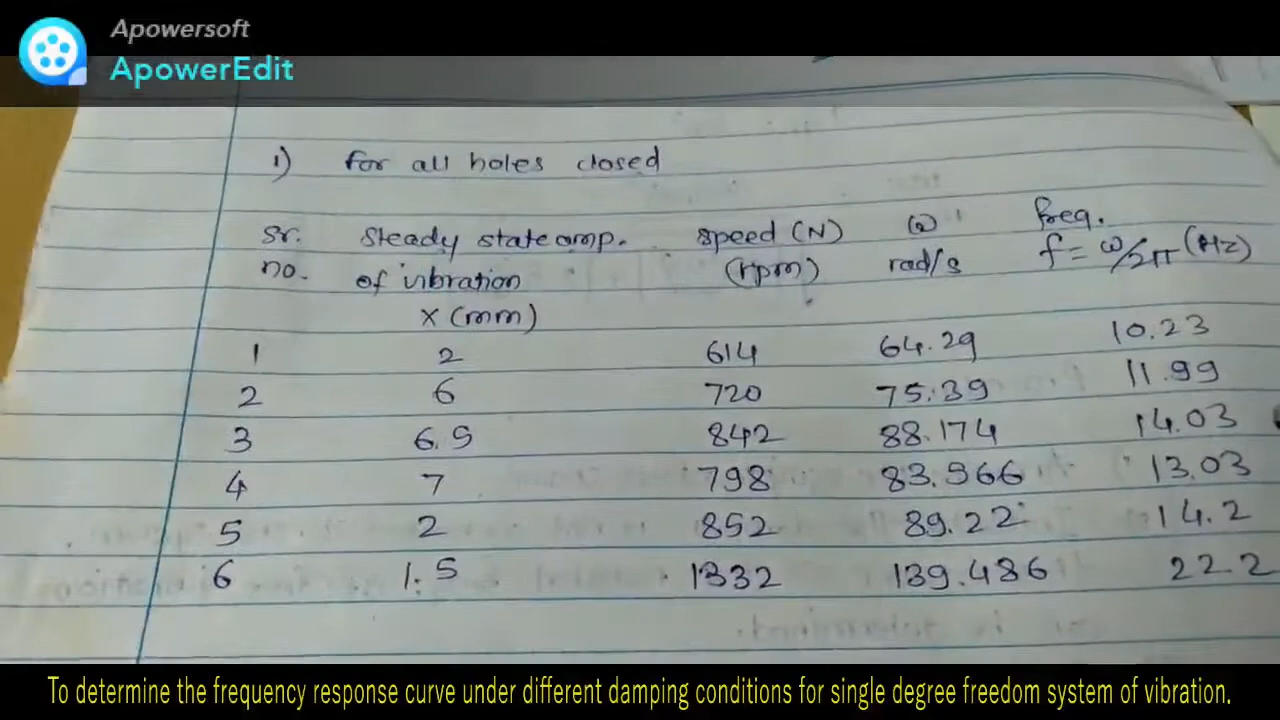 Apowersoft
ApowerEdit
1) for all holes closed
Sr. no. Steady state amp. of vibration X (mm) speed (N) (rpm) ω rad/s freq. f = ω/2π (Hz)
1 2 614 64.29 10.23
2 6 720 75.39 11.99
3 6.5 842 88.174 14.03
4 7 798 83.566 13.03
5 2 852 89.22 14.2
6 1.5 1332 139.486 22.2
To determine the frequency response curve under different damping conditions for single degree freedom system of vibration.